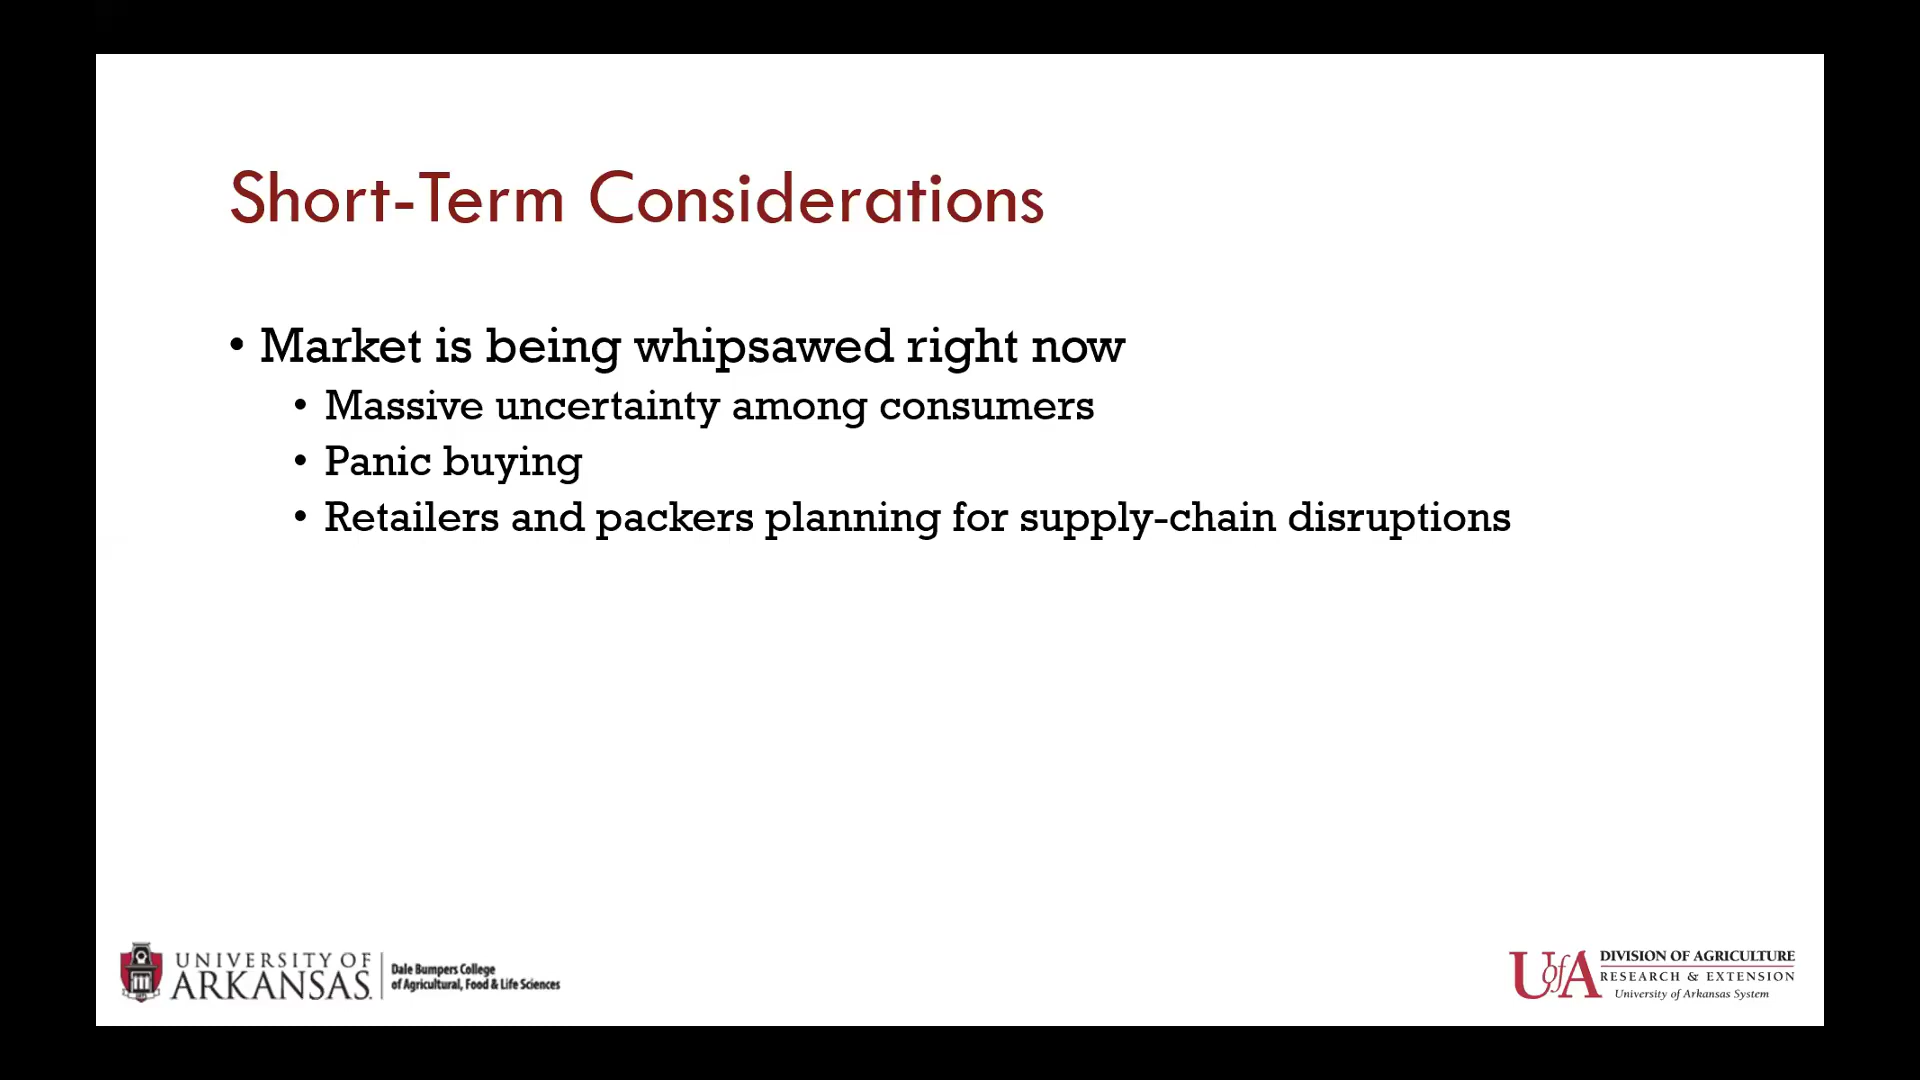 Short-Term Considerations
• Market is being whipsawed right now
• Massive uncertainty among consumers
• Panic buying
• Retailers and packers planning for supply-chain disruptions
UNIVERSITY OF
ARKANSAS
Dale Bumpers College
of Agricultural, Food & Life Sciences
UofA
DIVISION OF AGRICULTURE
RESEARCH & EXTENSION
University of Arkansas System